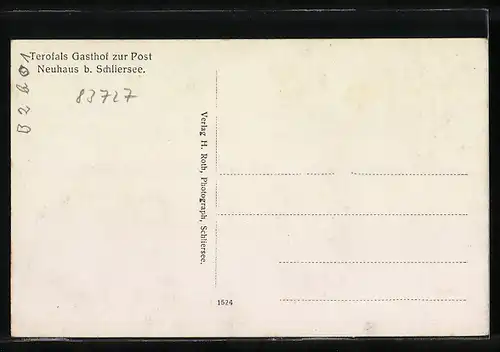 Terofals Gasthof zur Post
Neuhaus b. Schliersee.
83727
Verlag H. Roth, Photograph, Schliersee.
1524